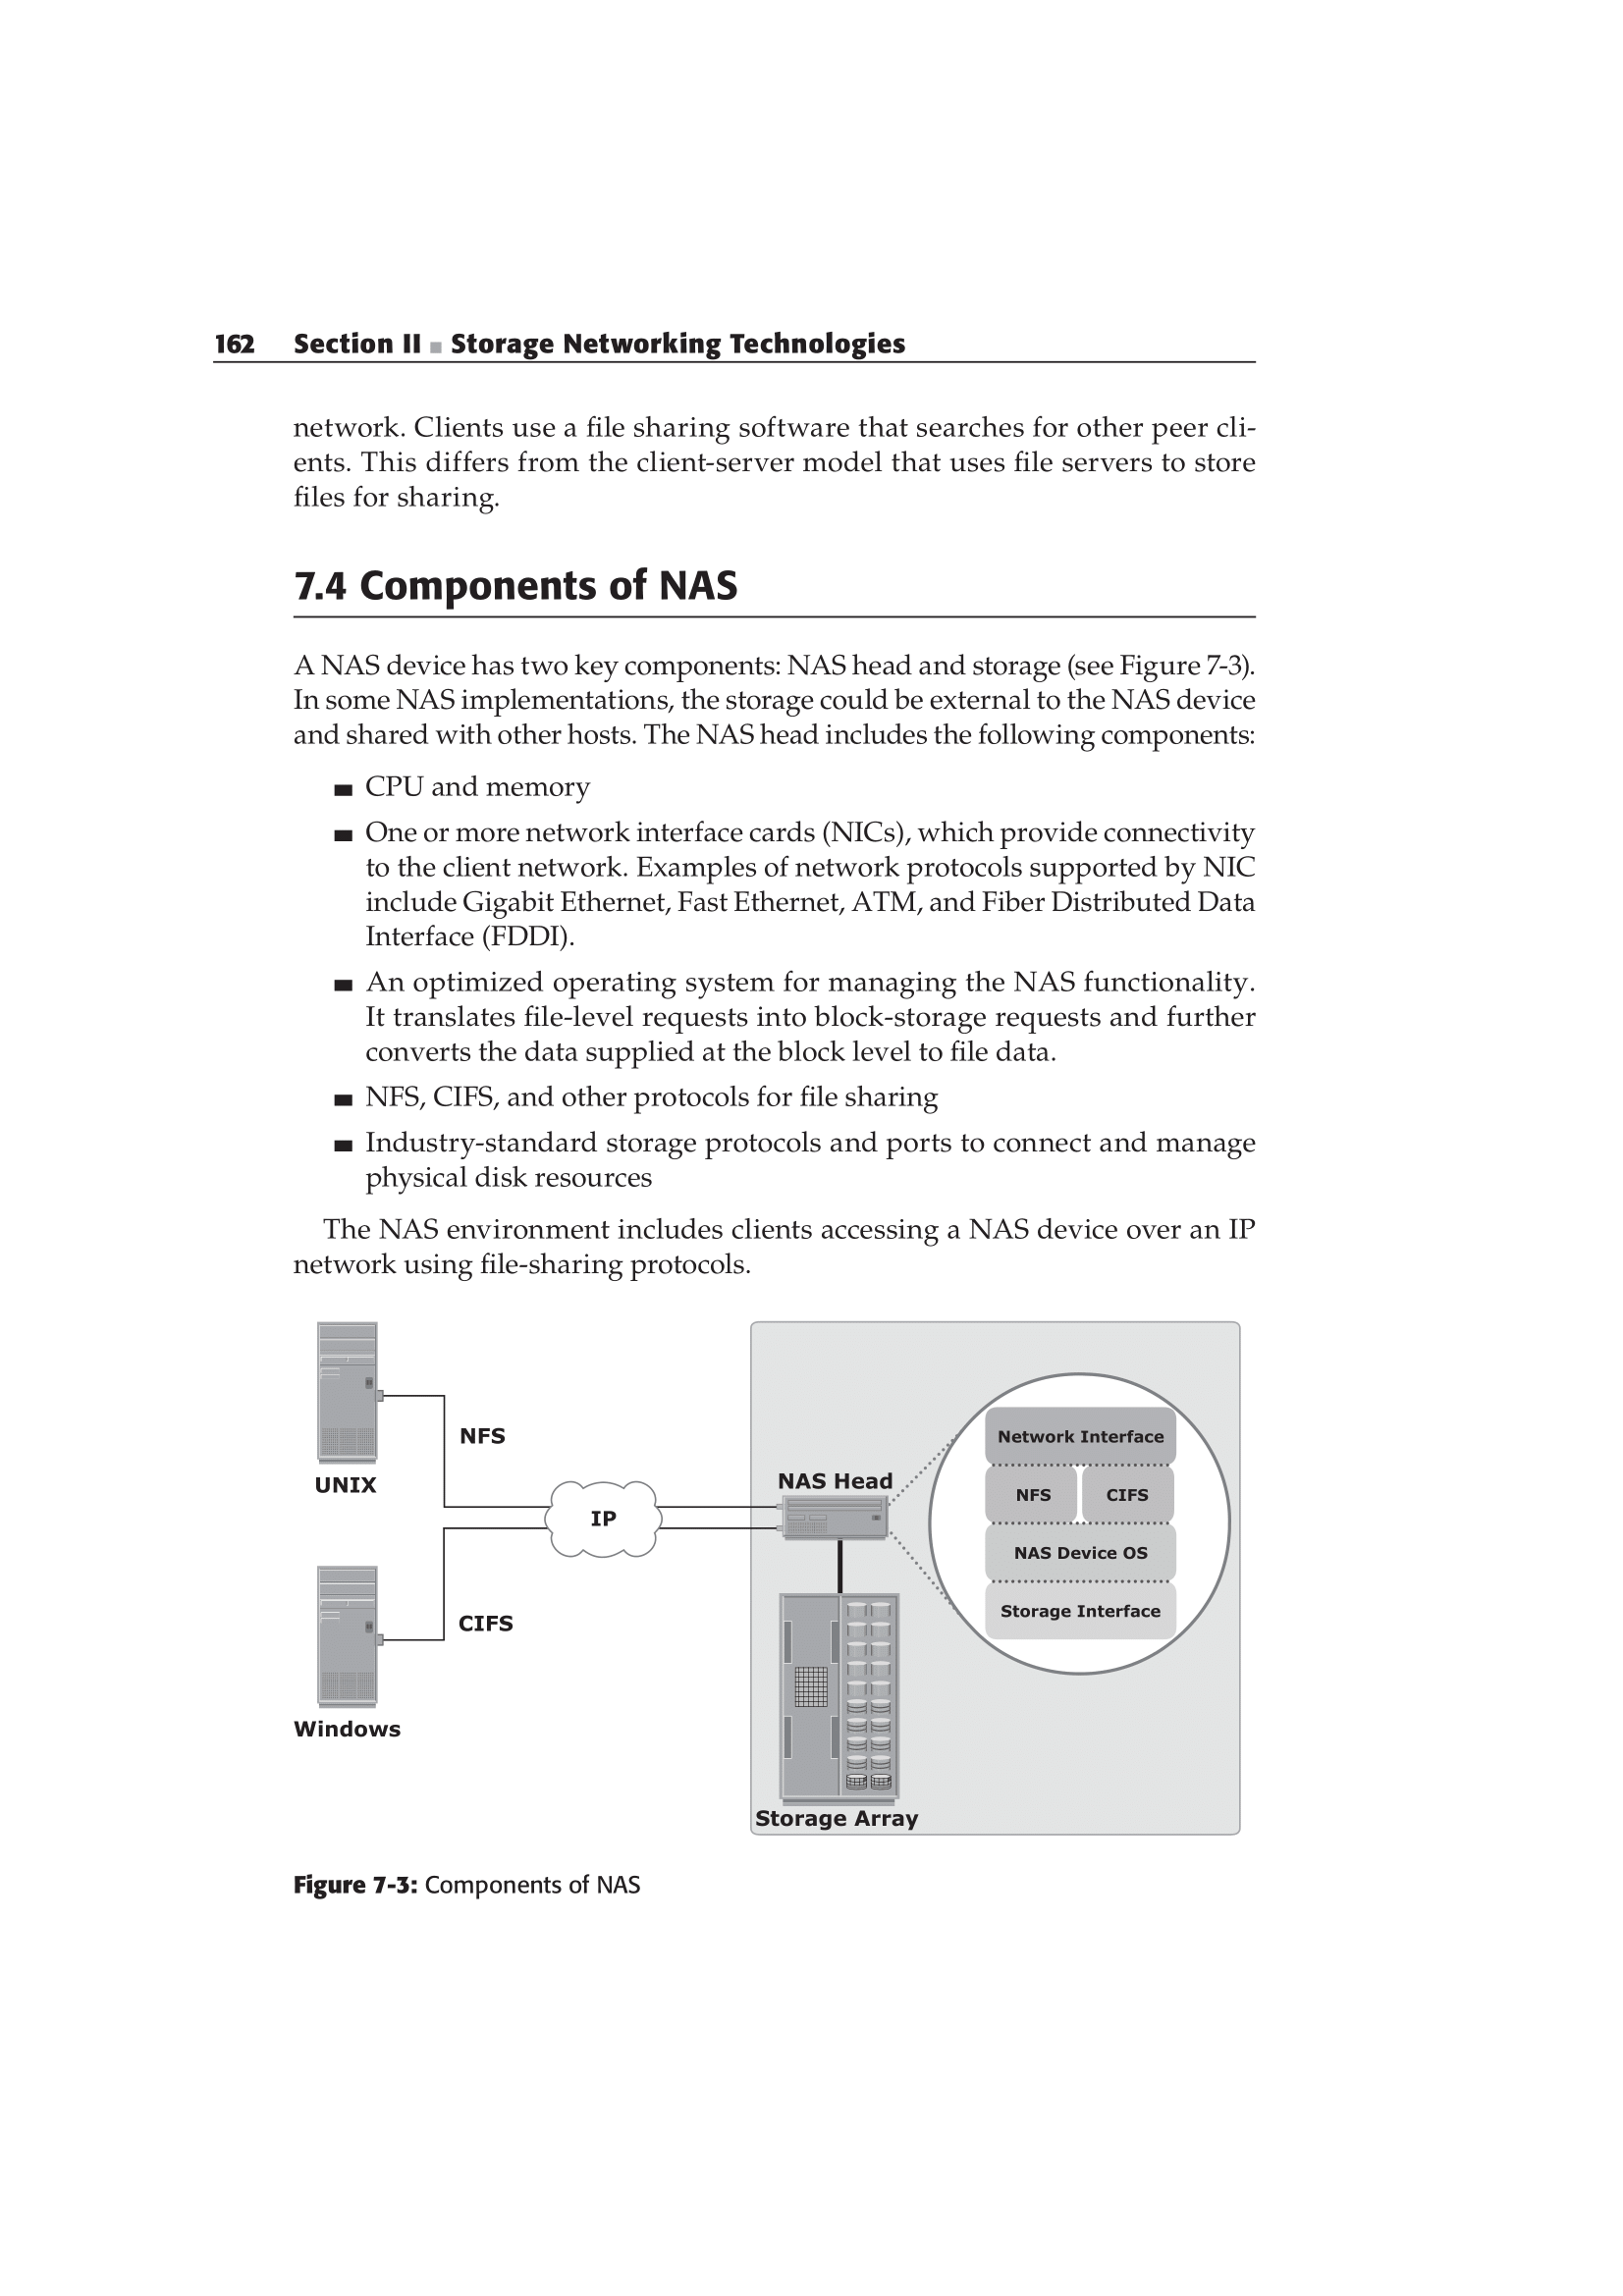 162 Section II ■ Storage Networking Technologies
network. Clients use a file sharing software that searches for other peer cli-
ents. This differs from the client-server model that uses file servers to store
files for sharing.
7.4 Components of NAS
A NAS device has two key components: NAS head and storage (see Figure 7-3).
In some NAS implementations, the storage could be external to the NAS device
and shared with other hosts. The NAS head includes the following components:
■ CPU and memory
■ One or more network interface cards (NICs), which provide connectivity
to the client network. Examples of network protocols supported by NIC
include Gigabit Ethernet, Fast Ethernet, ATM, and Fiber Distributed Data
Interface (FDDI).
■ An optimized operating system for managing the NAS functionality.
It translates file-level requests into block-storage requests and further
converts the data supplied at the block level to file data.
■ NFS, CIFS, and other protocols for file sharing
■ Industry-standard storage protocols and ports to connect and manage
physical disk resources
The NAS environment includes clients accessing a NAS device over an IP
network using file-sharing protocols.
NFS
UNIX
IP
CIFS
Windows
NAS Head
Storage Array
Network Interface
NFS CIFS
NAS Device OS
Storage Interface
Figure 7-3: Components of NAS